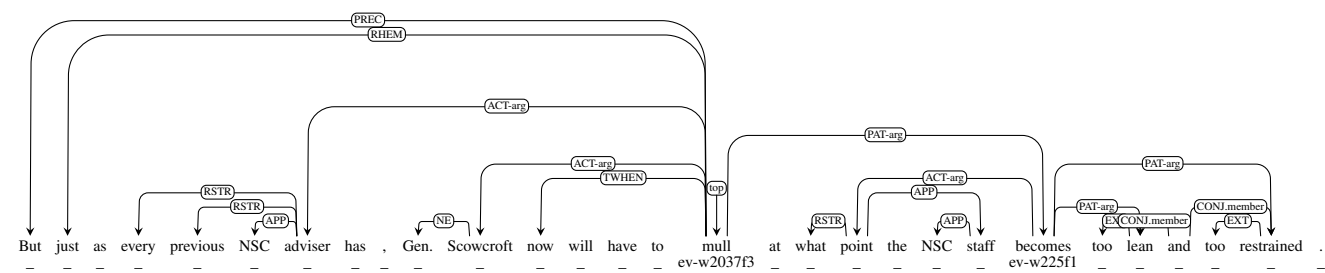 PREC
RHEM
ACT-arg
PAT-arg
ACT-arg PAT-arg
TWHEN ACT-arg
RSTR top APP
RSTR PAT-arg CONJ.member
APP NE RSTR APP CONJ.member EXT
But just as every previous NSC adviser has , Gen. Scowcroft now will have to mull at what point the NSC staff becomes too lean and too restrained .
_ _ _ _ _ _ _ _ _ _ _ _ _ _ _ ev-w2037f3 _ _ _ _ _ _ ev-w225f1 _ _ _ _ _ _